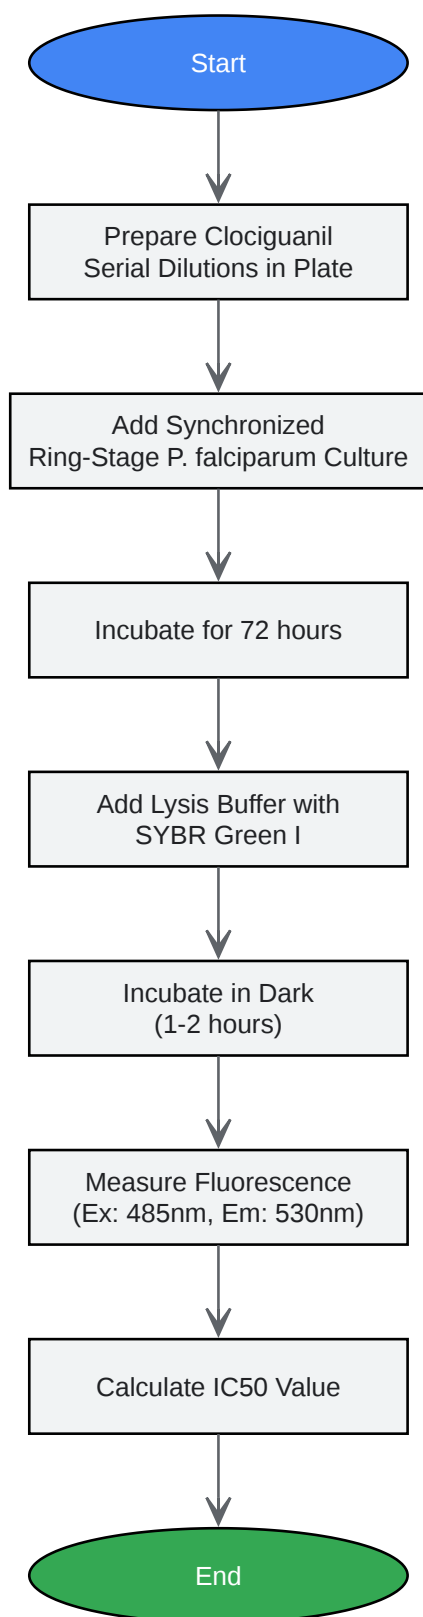 Start
Prepare Clociguanil
Serial Dilutions in Plate
Add Synchronized
Ring-Stage P. falciparum Culture
Incubate for 72 hours
Add Lysis Buffer with
SYBR Green I
Incubate in Dark
(1-2 hours)
Measure Fluorescence
(Ex: 485nm, Em: 530nm)
Calculate IC50 Value
End